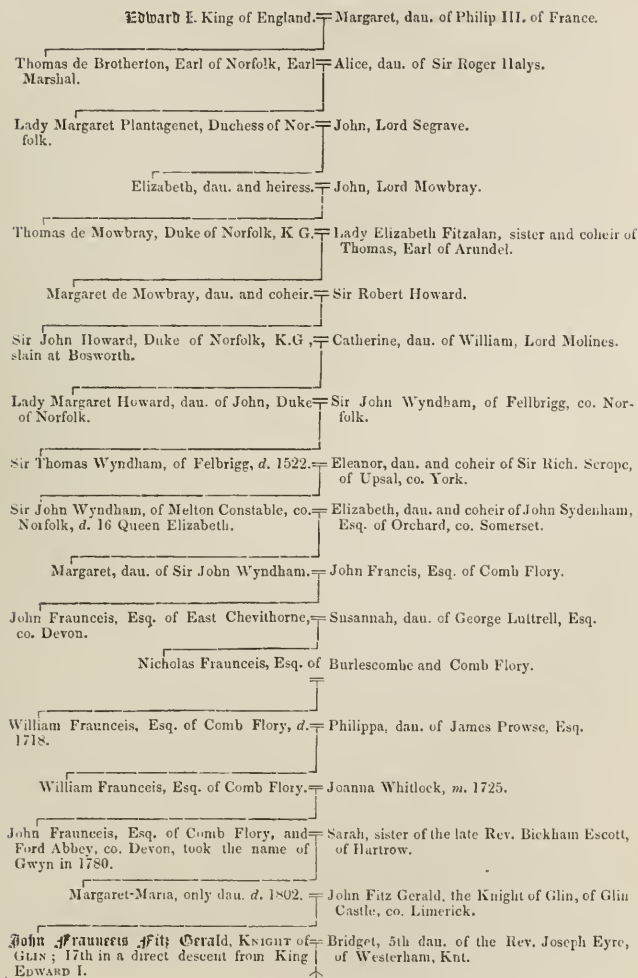 Edward I. King of England. Margaret, dau. of Philip III. of France.
Thomas de Brotherton, Earl of Norfolk, Earl Alice, dau. of Sir Roger Halys.
Marshal.
Lady Margaret Plantagenet, Duchess of Nor- John, Lord Segrave.
folk.
Elizabeth, dau. and heiress. John, Lord Mowbray.
Thomas de Mowbray, Duke of Norfolk, K G. Lady Elizabeth Fitzalan, sister and coheir of
Thomas, Earl of Arundel.
Margaret de Mowbray, dau. and coheir. Sir Robert Howard.
Sir John Howard, Duke of Norfolk, K.G , Catherine, dau. of William, Lord Molines.
slain at Bosworth.
Lady Margaret Howard, dau. of John, Duke Sir John Wyndham, of Fellbrigg, co. Nor-
of Norfolk. folk.
Sir Thomas Wyndham, of Felbrigg, d. 1522. Eleanor, dau. and coheir of Sir Rich. Scrope,
of Upsal, co. York.
Sir John Wyndham, of Melton Constable, co. Elizabeth, dau. and coheir of John Sydenham,
Norfolk, d. 16 Queen Elizabeth. Esq. of Orchard, co. Somerset.
Margaret, dau. of Sir John Wyndham. John Francis, Esq. of Comb Flory.
John Fraunceis, Esq. of East Chevithorne, Susannah, dau. of George Luttrell, Esq.
co. Devon.
Nicholas Fraunceis, Esq. of Burlescombe and Comb Flory.
William Fraunceis, Esq. of Comb Flory, d. Philippa, dau. of James Prowse, Esq.
1718.
William Fraunceis, Esq. of Comb Flory. Joanna Whitlock, m. 1725.
John Fraunceis, Esq. of Comb Flory, and Sarah, sister of the late Rev. Bickham Escott,
Ford Abbey, co. Devon, took the name of of Hartrow.
Gwyn in 1780.
Margaret-Maria, only dau. d. 1802. John Fitz Gerald, the Knight of Glin, of Glin
Castle, co. Limerick.
John Fraunceis Fitz Gerald, KNIGHT OF Bridget, 5th dau. of the Rev. Joseph Eyre,
GLIN; 17th in a direct descent from King of Westerham, Knt.
EDWARD I.